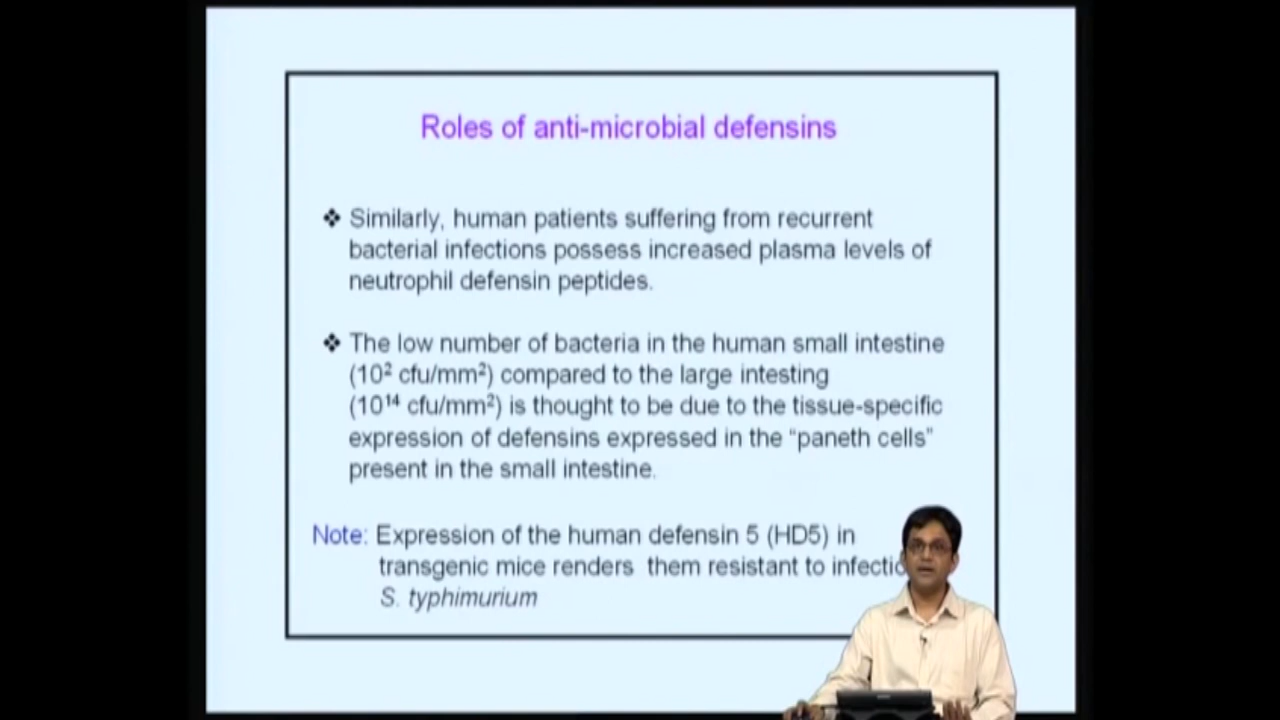 Roles of anti-microbial defensins
❖ Similarly, human patients suffering from recurrent
bacterial infections possess increased plasma levels of
neutrophil defensin peptides.
❖ The low number of bacteria in the human small intestine
(10² cfu/mm²) compared to the large intesting
(10¹⁴ cfu/mm²) is thought to be due to the tissue-specific
expression of defensins expressed in the “paneth cells”
present in the small intestine.
Note: Expression of the human defensin 5 (HD5) in
transgenic mice renders them resistant to
S. typhimurium